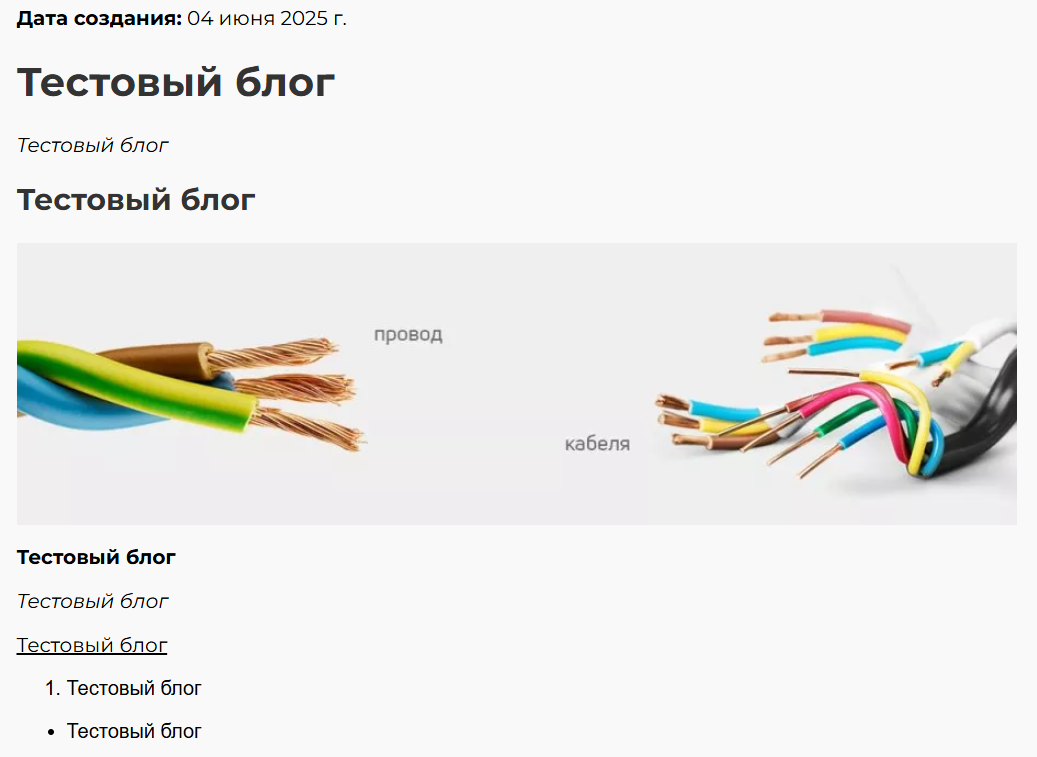 Дата создания: 04 июня 2025 г.
Тестовый блог
Тестовый блог
Тестовый блог
провод
кабеля
Тестовый блог
Тестовый блог
Тестовый блог
1. Тестовый блог
• Тестовый блог